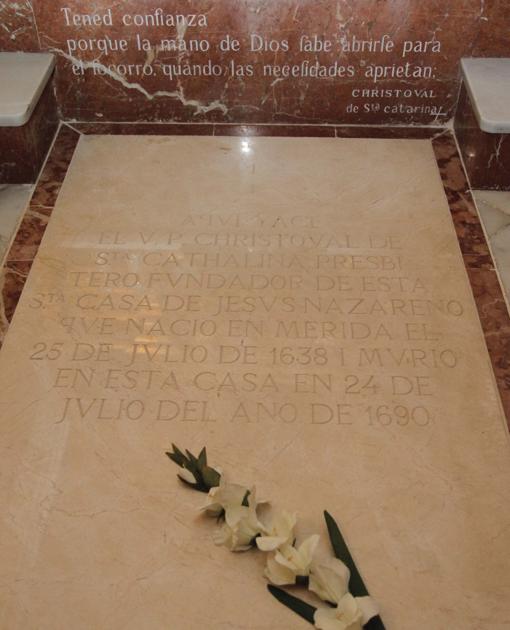 Tened confianza
porque la mano de Dios ſabe abrirſe para
el ſocorro, quando las neceſidades aprietan.
CHRISTOVAL
de Sta catarina
AQVI YACE
EL V. P. CHRISTOVAL DE
STA CATHALINA PRESBI
TERO FVNDADOR DE ESTA
STA CASA DE JESVS NAZARENO
QVE NACIO EN MERIDA EL
25 DE JVLIO DE 1638 I MVRIO
EN ESTA CASA EN 24 DE
JVLIO DEL AÑO DE 1690